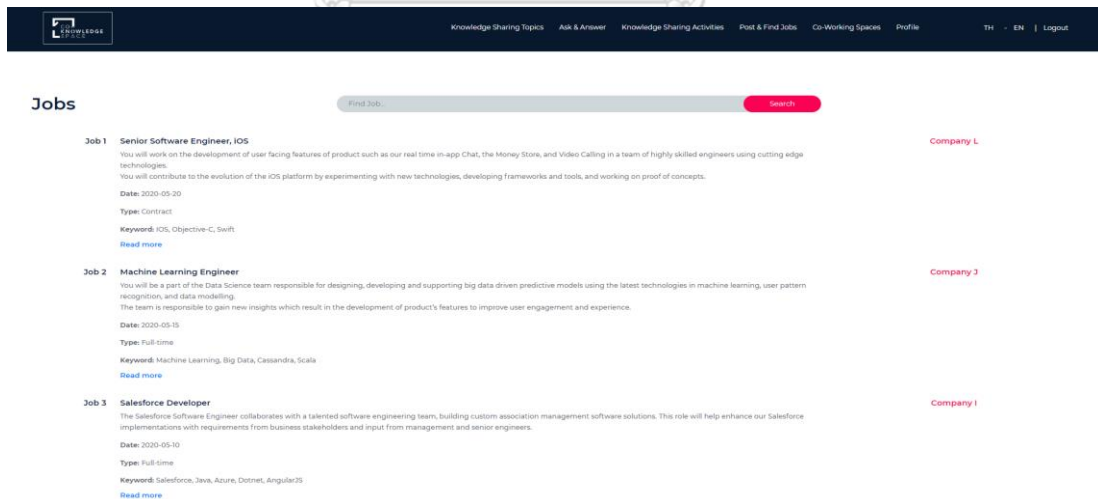 CO
KNOWLEDGE
SPACE
Knowledge Sharing Topics Ask & Answer Knowledge Sharing Activities Post & Find Jobs Co-Working Spaces Profile TH - EN | Logout
Jobs Find Job... Search
Job 1 Senior Software Engineer, iOS Company L
You will work on the development of user facing features of product such as our real time in-app Chat, the Money Store, and Video Calling in a team of highly skilled engineers using cutting edge
technologies.
You will contribute to the evolution of the iOS platform by experimenting with new technologies, developing frameworks and tools, and working on proof of concepts.
Date: 2020-05-20
Type: Contract
Keyword: IOS, Objective-C, Swift
Read more
Job 2 Machine Learning Engineer Company J
You will be a part of the Data Science team responsible for designing, developing and supporting big data driven predictive models using the latest technologies in machine learning, user pattern
recognition, and data modelling.
The team is responsible to gain new insights which result in the development of product's features to improve user engagement and experience.
Date: 2020-05-15
Type: Full-time
Keyword: Machine Learning, Big Data, Cassandra, Scala
Read more
Job 3 Salesforce Developer Company I
The Salesforce Software Engineer collaborates with a talented software engineering team, building custom association management software solutions. This role will help enhance our Salesforce
implementations with requirements from business stakeholders and input from management and senior engineers.
Date: 2020-05-10
Type: Full-time
Keyword: Salesforce, Java, Azure, Dotnet, AngularJS
Read more